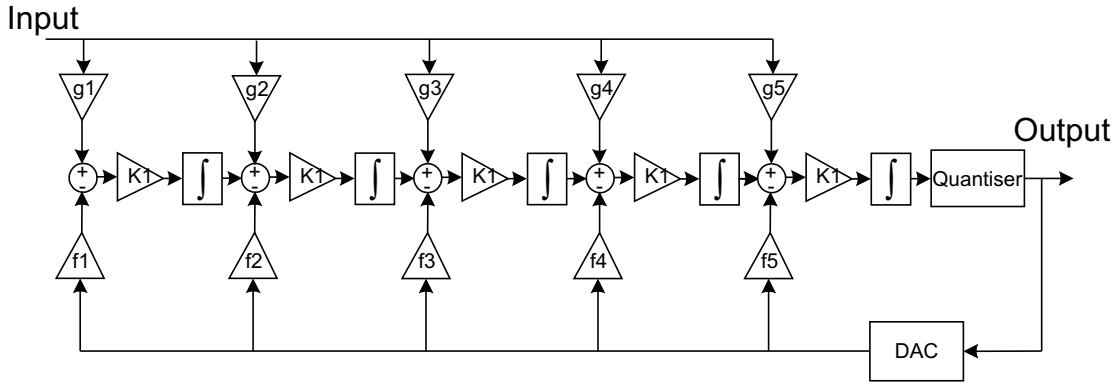 Input
g1 g2 g3 g4 g5
Output
+ + + + +
K1 ∫ K1 ∫ K1 ∫ K1 ∫ K1 ∫ Quantiser
- - - - -
f1 f2 f3 f4 f5
DAC